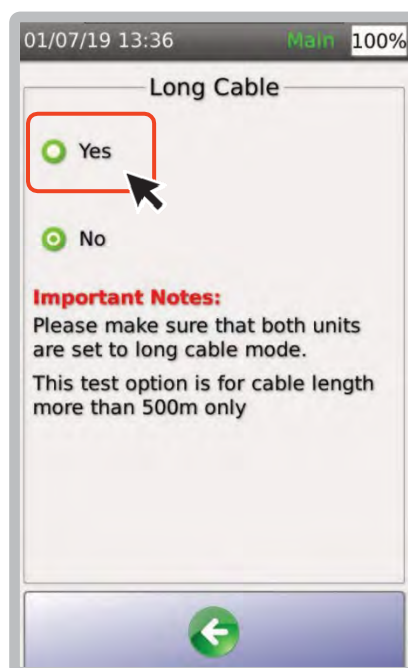 01/07/19 13:36 Main 100%
Long Cable
Yes
No
Important Notes:
Please make sure that both units
are set to long cable mode.
This test option is for cable length
more than 500m only